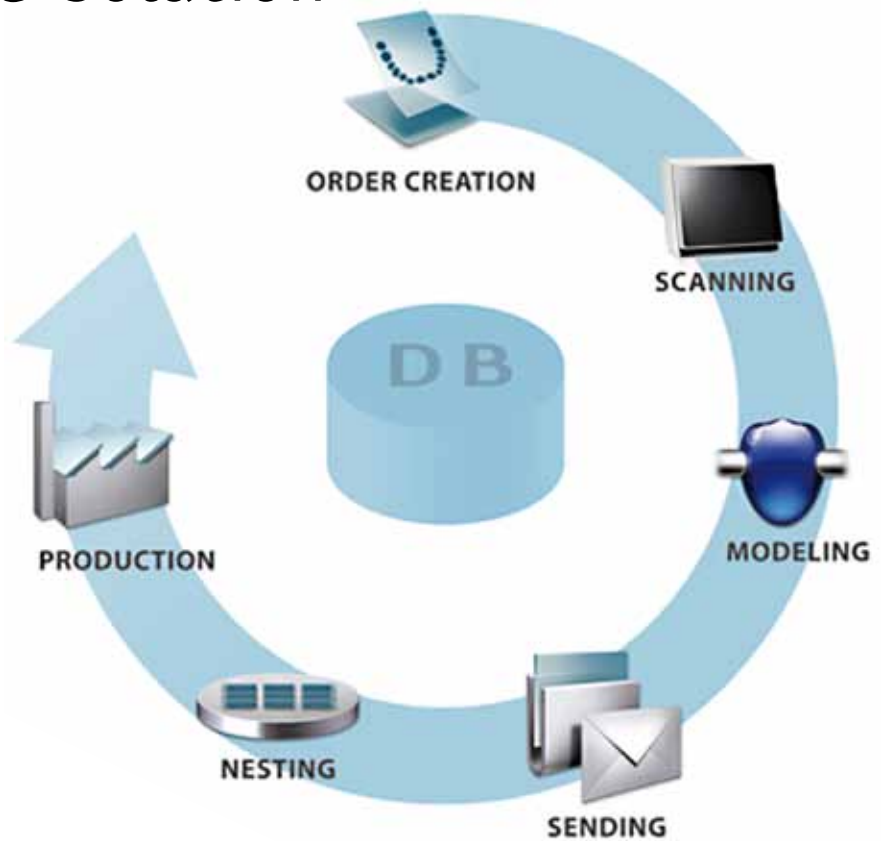 ORDER CREATION
SCANNING
DB
MODELING
PRODUCTION
NESTING
SENDING